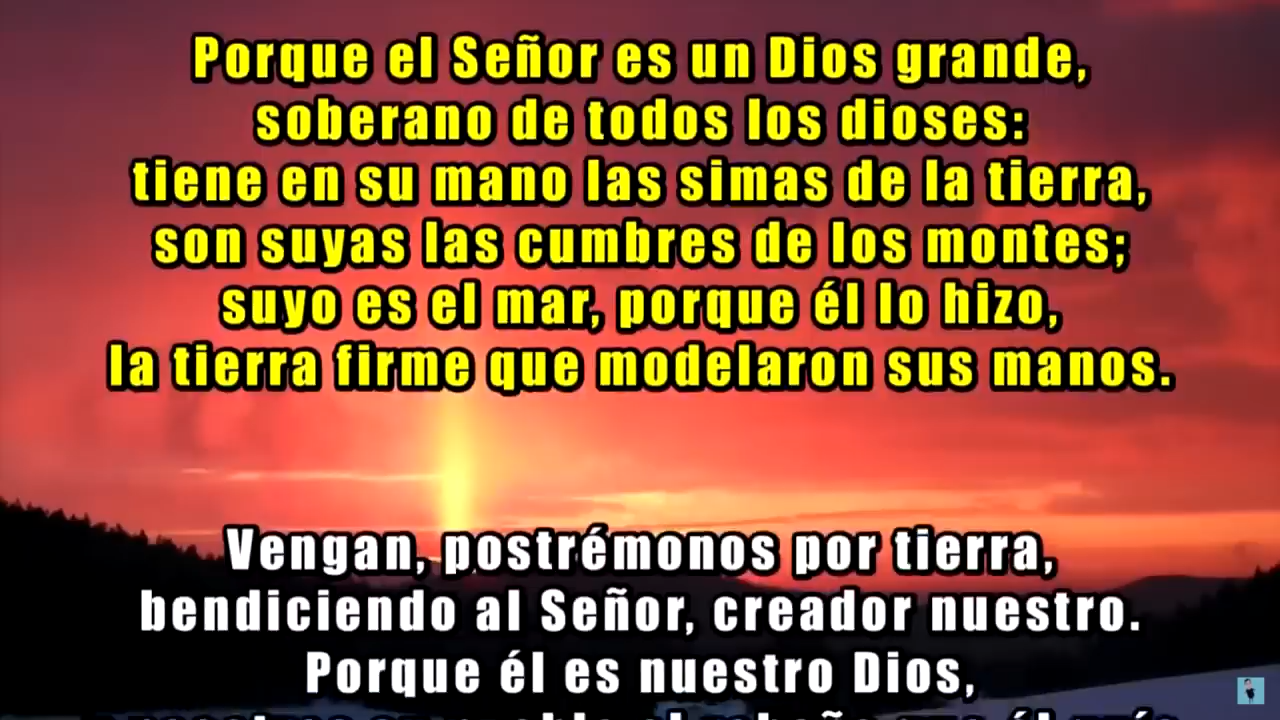 Porque el Señor es un Dios grande,
soberano de todos los dioses:
tiene en su mano las simas de la tierra,
son suyas las cumbres de los montes;
suyo es el mar, porque él lo hizo,
la tierra firme que modelaron sus manos.
Vengan, postrémonos por tierra,
bendiciendo al Señor, creador nuestro.
Porque él es nuestro Dios,